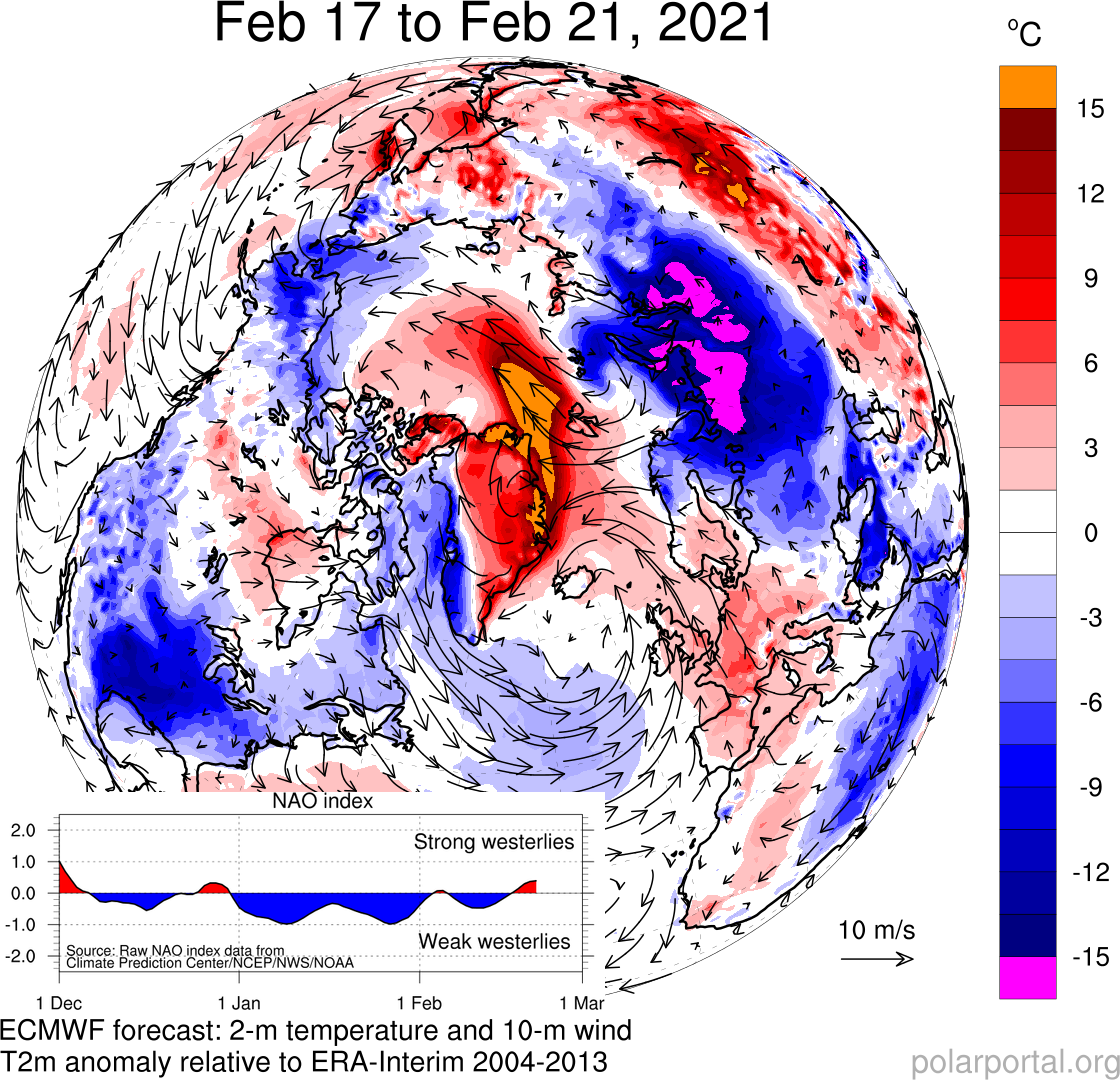 Feb 17 to Feb 21, 2021
°C
15
12
9
6
3
0
-3
-6
-9
-12
-15
10 m/s
NAO index
2.0
1.0
0.0
-1.0
-2.0
Strong westerlies
Weak westerlies
Source: Raw NAO index data from
Climate Prediction Center/NCEP/NWS/NOAA
1 Dec
1 Jan
1 Feb
1 Mar
ECMWF forecast: 2-m temperature and 10-m wind
T2m anomaly relative to ERA-Interim 2004-2013
polarportal.org